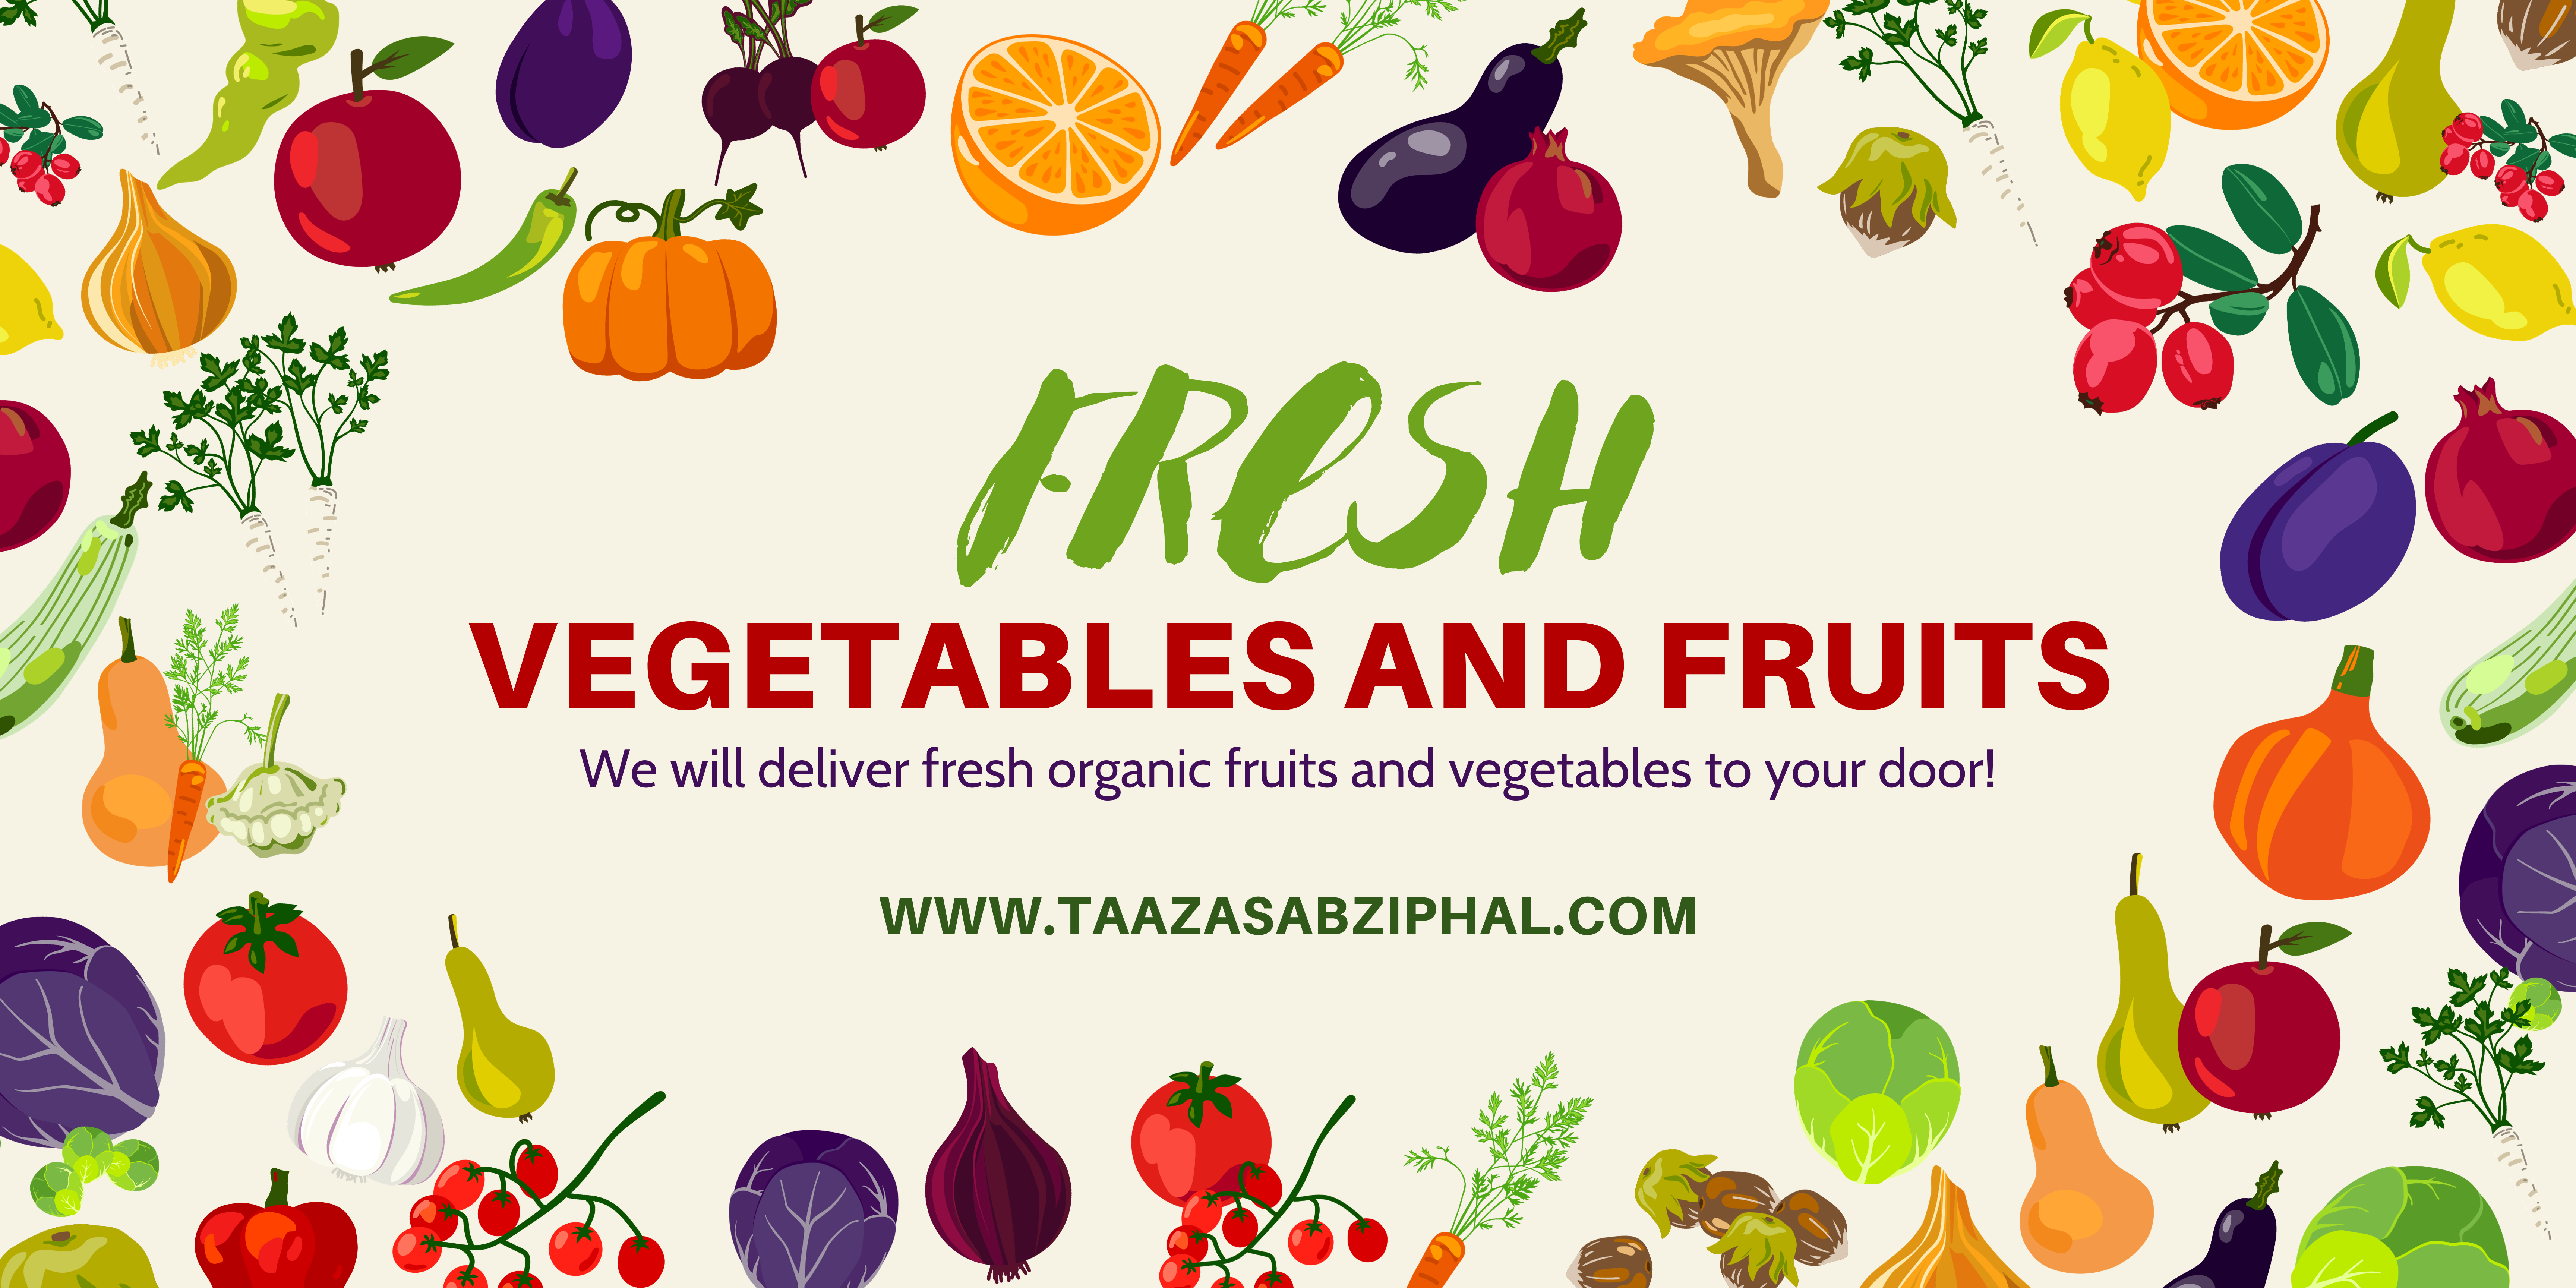 FReSH
VEGETABLES AND FRUITS
We will deliver fresh organic fruits and vegetables to your door!
WWW.TAAZASABZIPHAL.COM